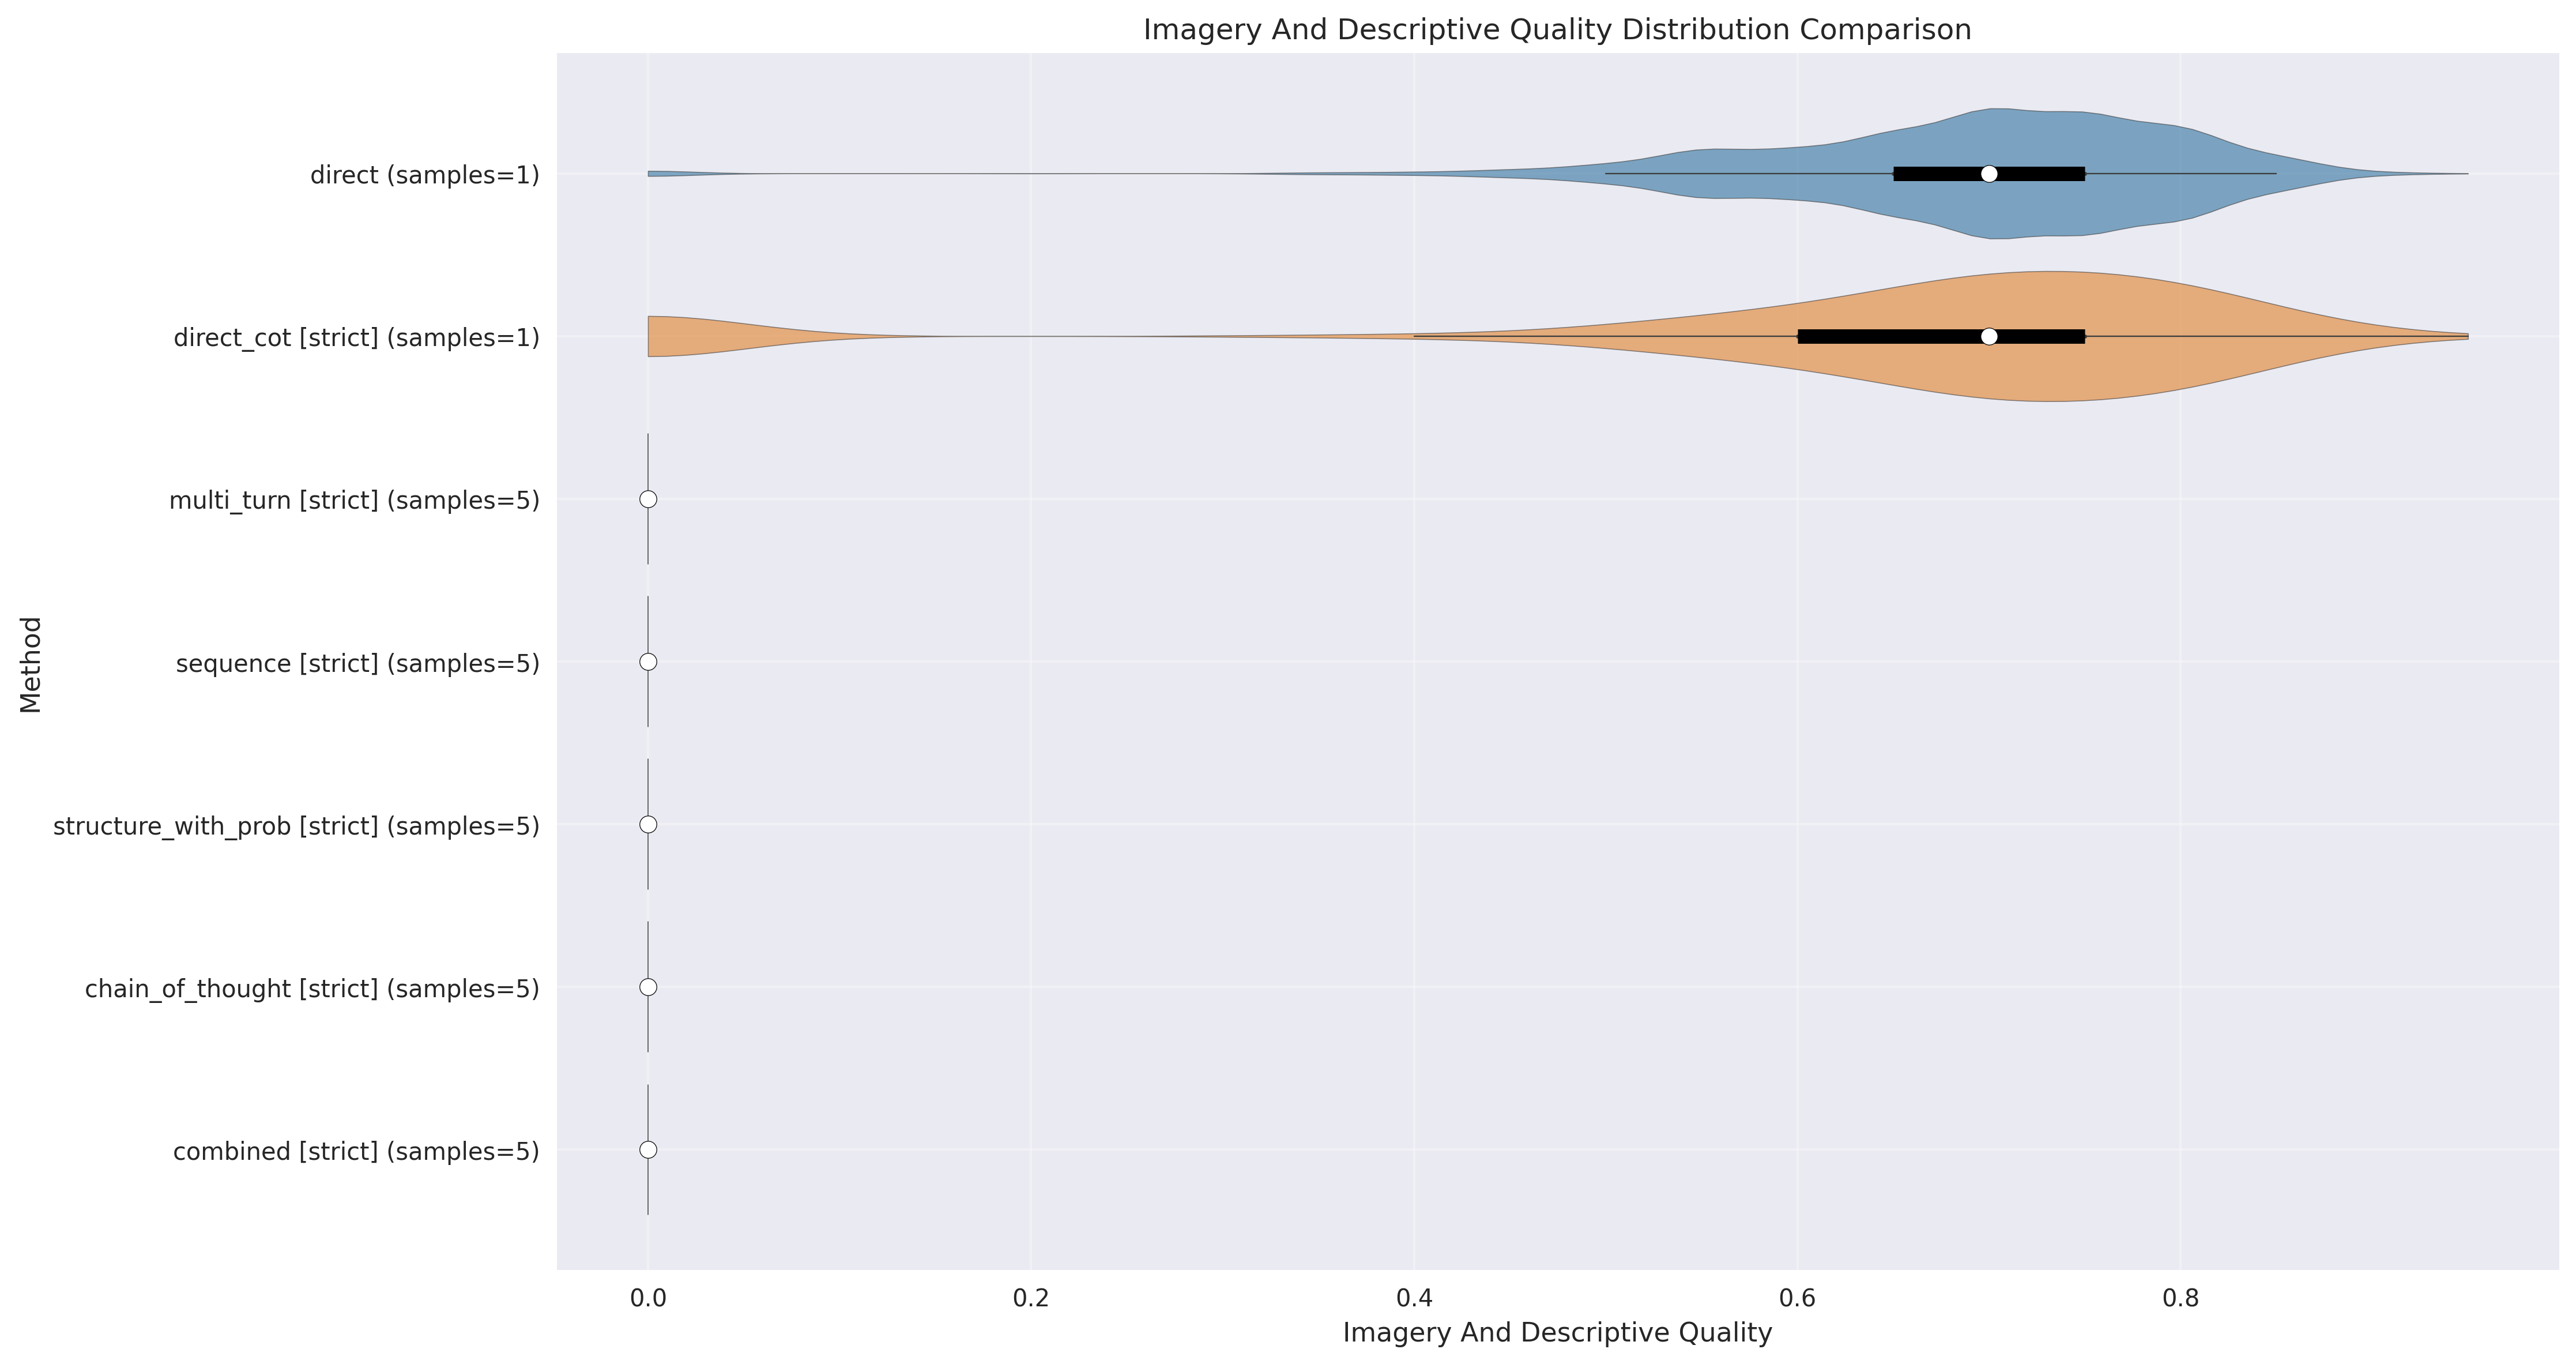 Imagery And Descriptive Quality Distribution Comparison
direct (samples=1)
direct_cot [strict] (samples=1)
multi_turn [strict] (samples=5)
sequence [strict] (samples=5)
structure_with_prob [strict] (samples=5)
chain_of_thought [strict] (samples=5)
combined [strict] (samples=5)
Method
0.0 0.2 0.4 0.6 0.8
Imagery And Descriptive Quality